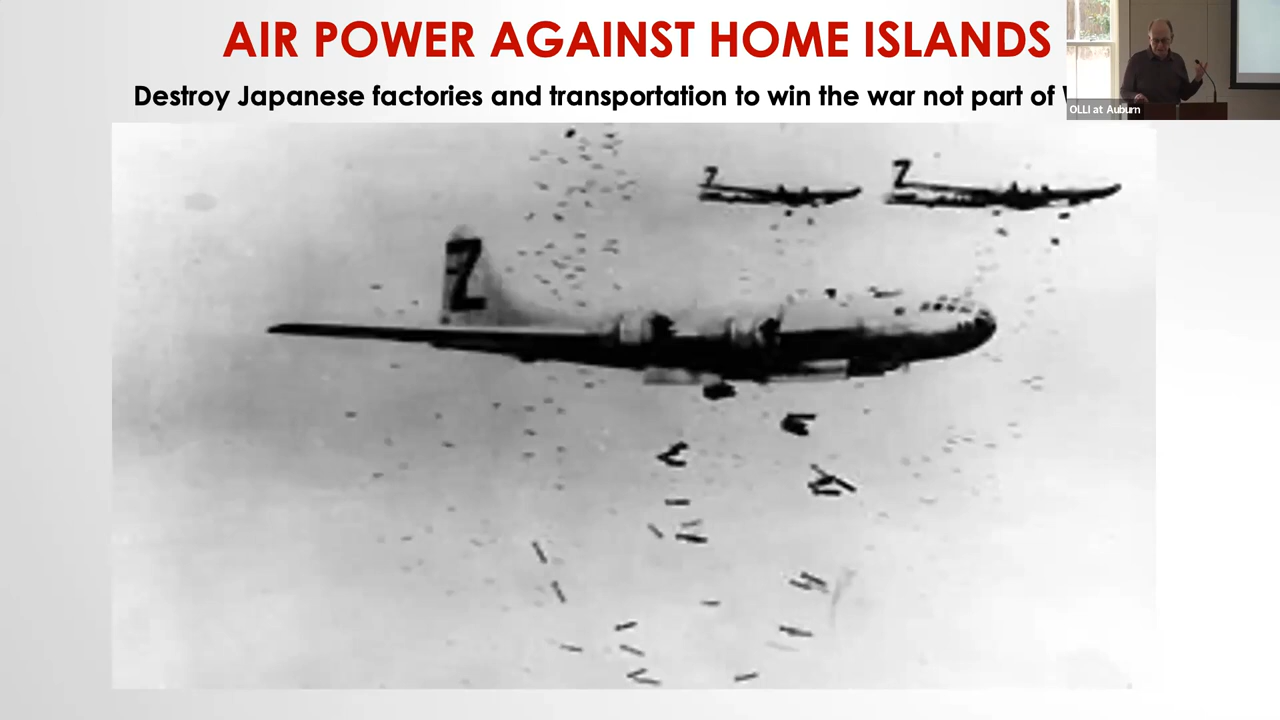 AIR POWER AGAINST HOME ISLANDS
Destroy Japanese factories and transportation to win the war not part of
OLLI at Auburn
Z
Z
Z